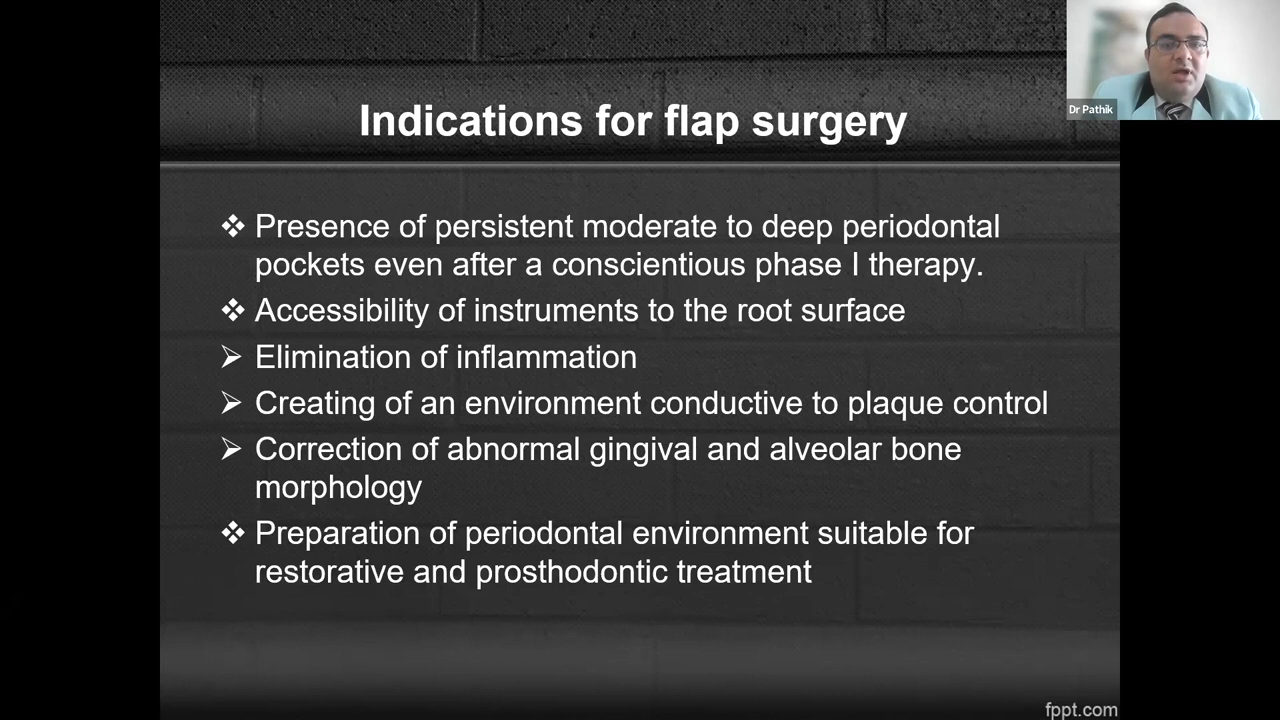 Dr Pathik
Indications for flap surgery
❖ Presence of persistent moderate to deep periodontal
pockets even after a conscientious phase I therapy.
❖ Accessibility of instruments to the root surface
➢ Elimination of inflammation
➢ Creating of an environment conductive to plaque control
➢ Correction of abnormal gingival and alveolar bone
morphology
❖ Preparation of periodontal environment suitable for
restorative and prosthodontic treatment
fppt.com